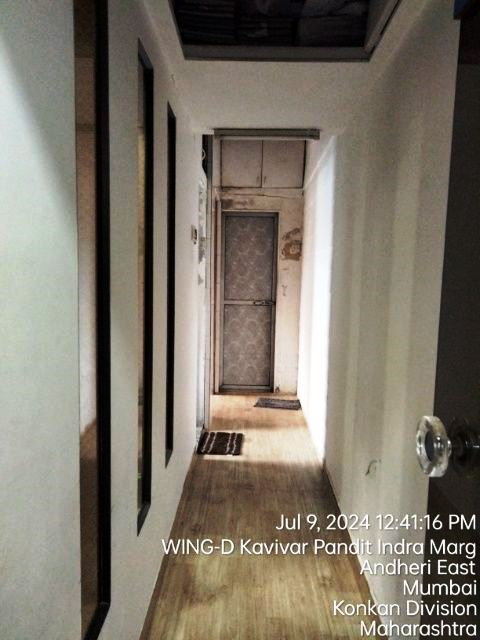 Jul 9, 2024 12:41:16 PM
WING-D Kavivar Pandit Indra Marg
Andheri East
Mumbai
Konkan Division
Maharashtra